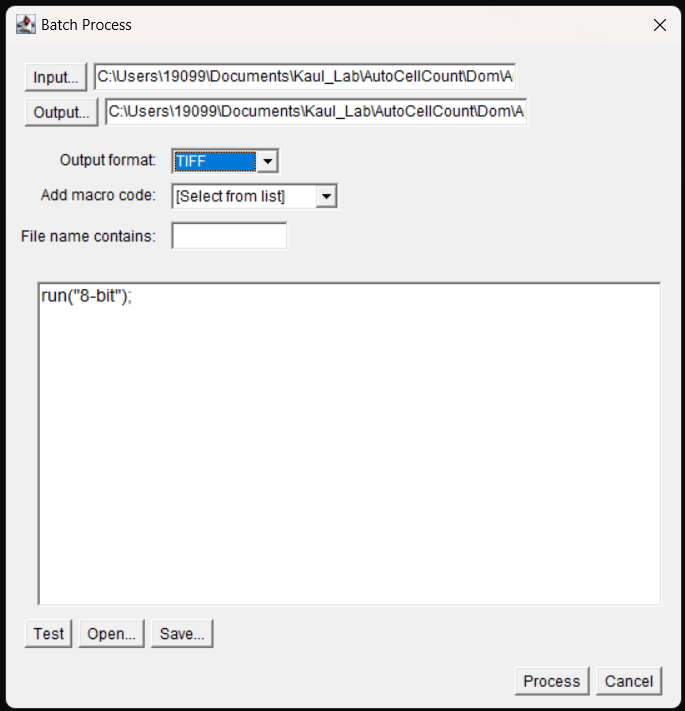 Batch Process
Input... C:\Users\19099\Documents\Kaul_Lab\AutoCellCount\Dom\A
Output... C:\Users\19099\Documents\Kaul_Lab\AutoCellCount\Dom\A
Output format: TIFF
Add macro code: [Select from list]
File name contains:
run("8-bit");
Test Open... Save...
Process Cancel